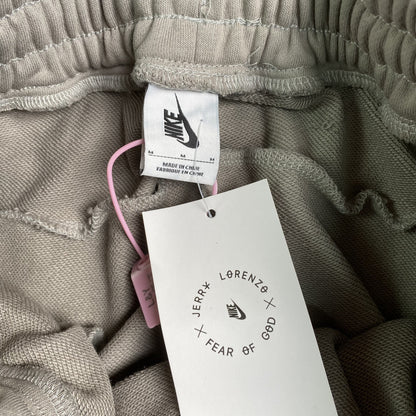 NIKE
M M M
MADE IN CHINA
FABRIQUÉ EN CHINE
JERRY LORENZO
NIKE
FEAR OF GOD